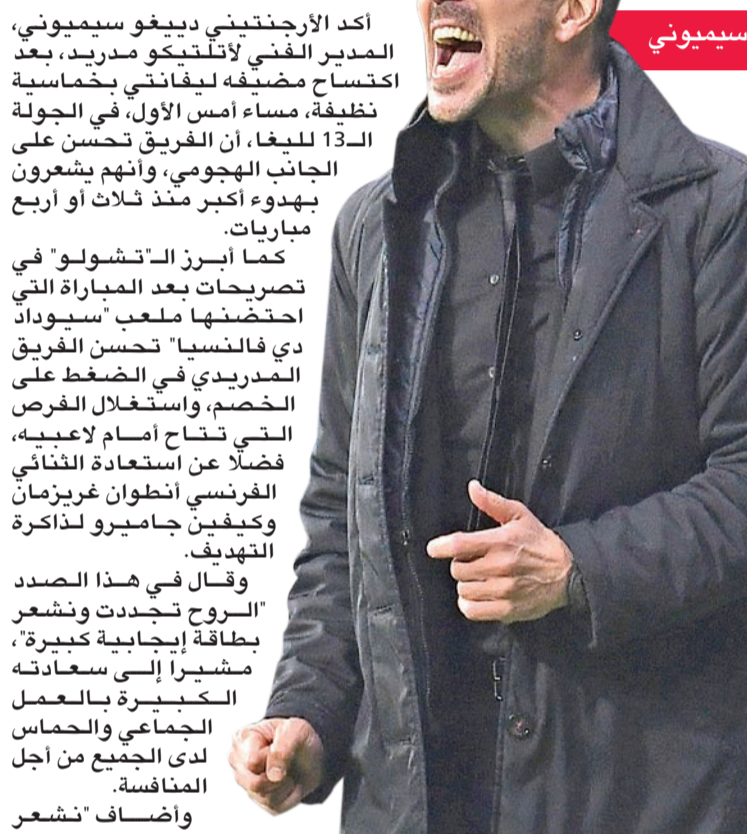 سيميوني
أكد الأرجنتيني دييغو سيميوني،
المدير الفني لأتلتيكو مدريد، بعد
اكتساح مضيفه ليفانتي بخماسية
نظيفة، مساء أمس الأول، في الجولة
الـ13 لليغا، أن الفريق تحسن على
الجانب الهجومي، وأنهم يشعرون
بهدوء أكبر منذ ثلاث أو أربع
مباريات.
كما أبرز الـ"تشولو" في
تصريحات بعد المباراة التي
احتضنها ملعب "سيوداد
دي فالنسيا" تحسن الفريق
المدريدي في الضغط على
الخصم، واستغلال الفرص
التي تتاح أمام لاعبيه،
فضلا عن استعادة الثنائي
الفرنسي أنطوان غريزمان
وكيفين جاميرو لذاكرة
التهديف.
وقال في هذا الصدد
"الروح تجددت ونشعر
بطاقة إيجابية كبيرة"،
مشيرا إلى سعادته
الكبيرة بالعمل
الجماعي والحماس
لدى الجميع من أجل
المنافسة.
وأضاف "نشعر